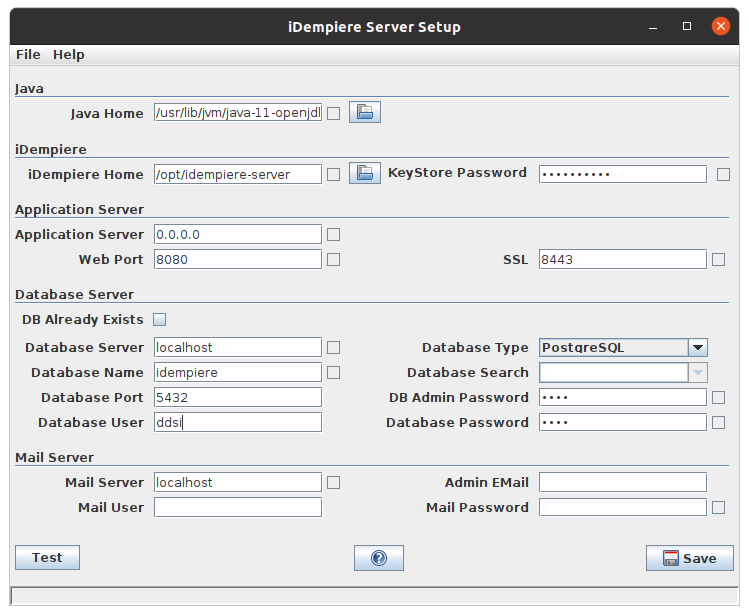 iDempiere Server Setup
File Help
Java
Java Home /usr/lib/jvm/java-11-openjdl
iDempiere
iDempiere Home /opt/idempiere-server KeyStore Password ••••••••••
Application Server
Application Server 0.0.0.0
Web Port 8080 SSL 8443
Database Server
DB Already Exists
Database Server localhost Database Type PostgreSQL
Database Name idempiere Database Search
Database Port 5432 DB Admin Password ••••
Database User ddsi Database Password ••••
Mail Server
Mail Server localhost Admin EMail
Mail User Mail Password
Test ? Save